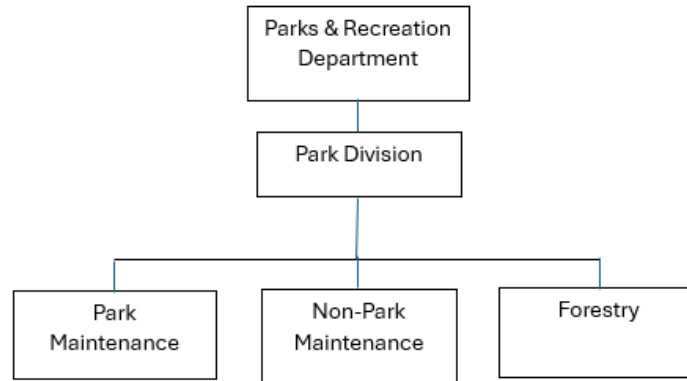 Parks & Recreation
Department
Park Division
Park
Maintenance
Non-Park
Maintenance
Forestry